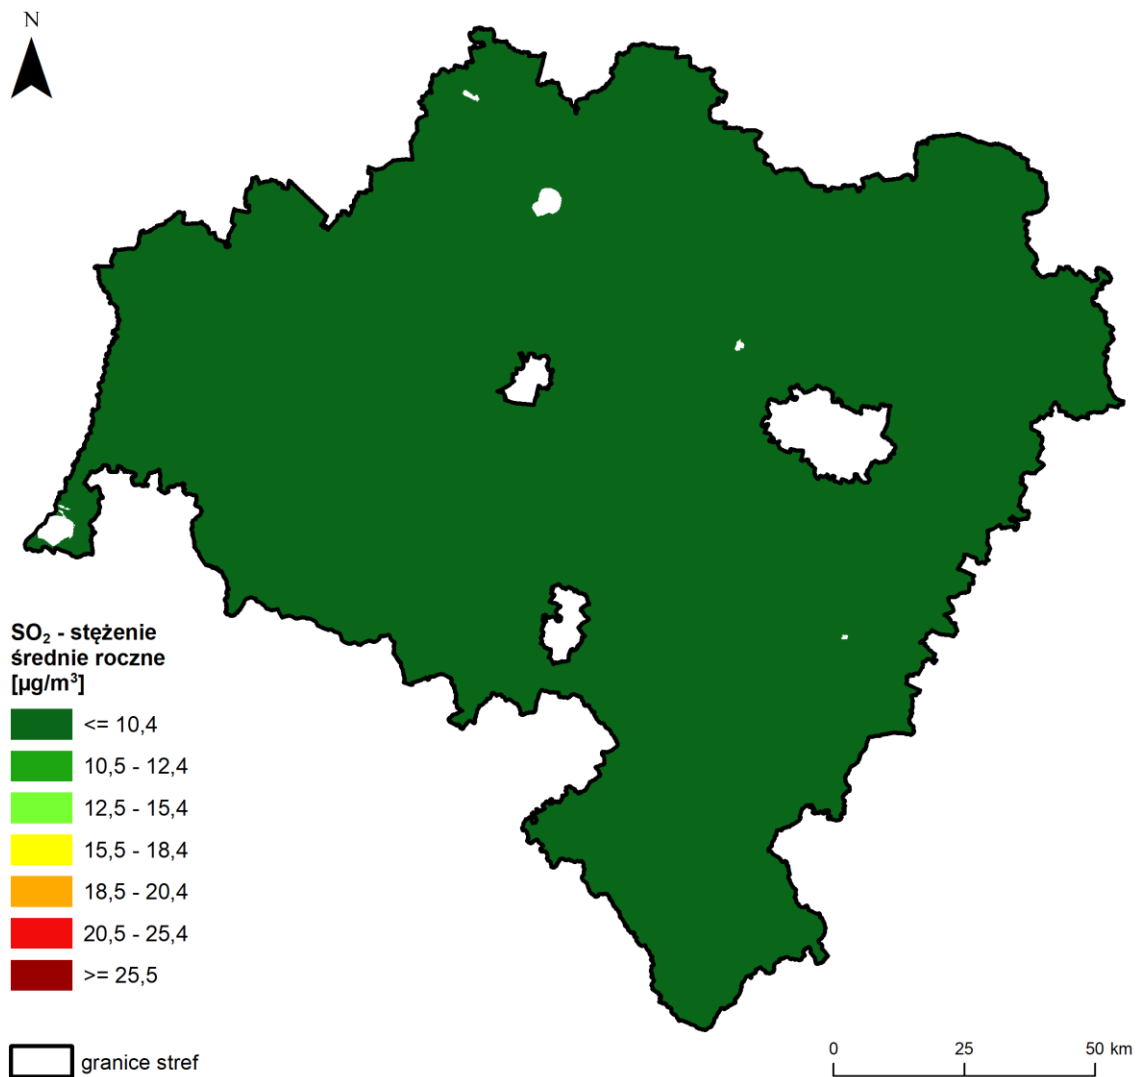 N
SO₂ - stężenie
średnie roczne
[µg/m³]
<= 10,4
10,5 - 12,4
12,5 - 15,4
15,5 - 18,4
18,5 - 20,4
20,5 - 25,4
>= 25,5
granice stref
0 25 50 km